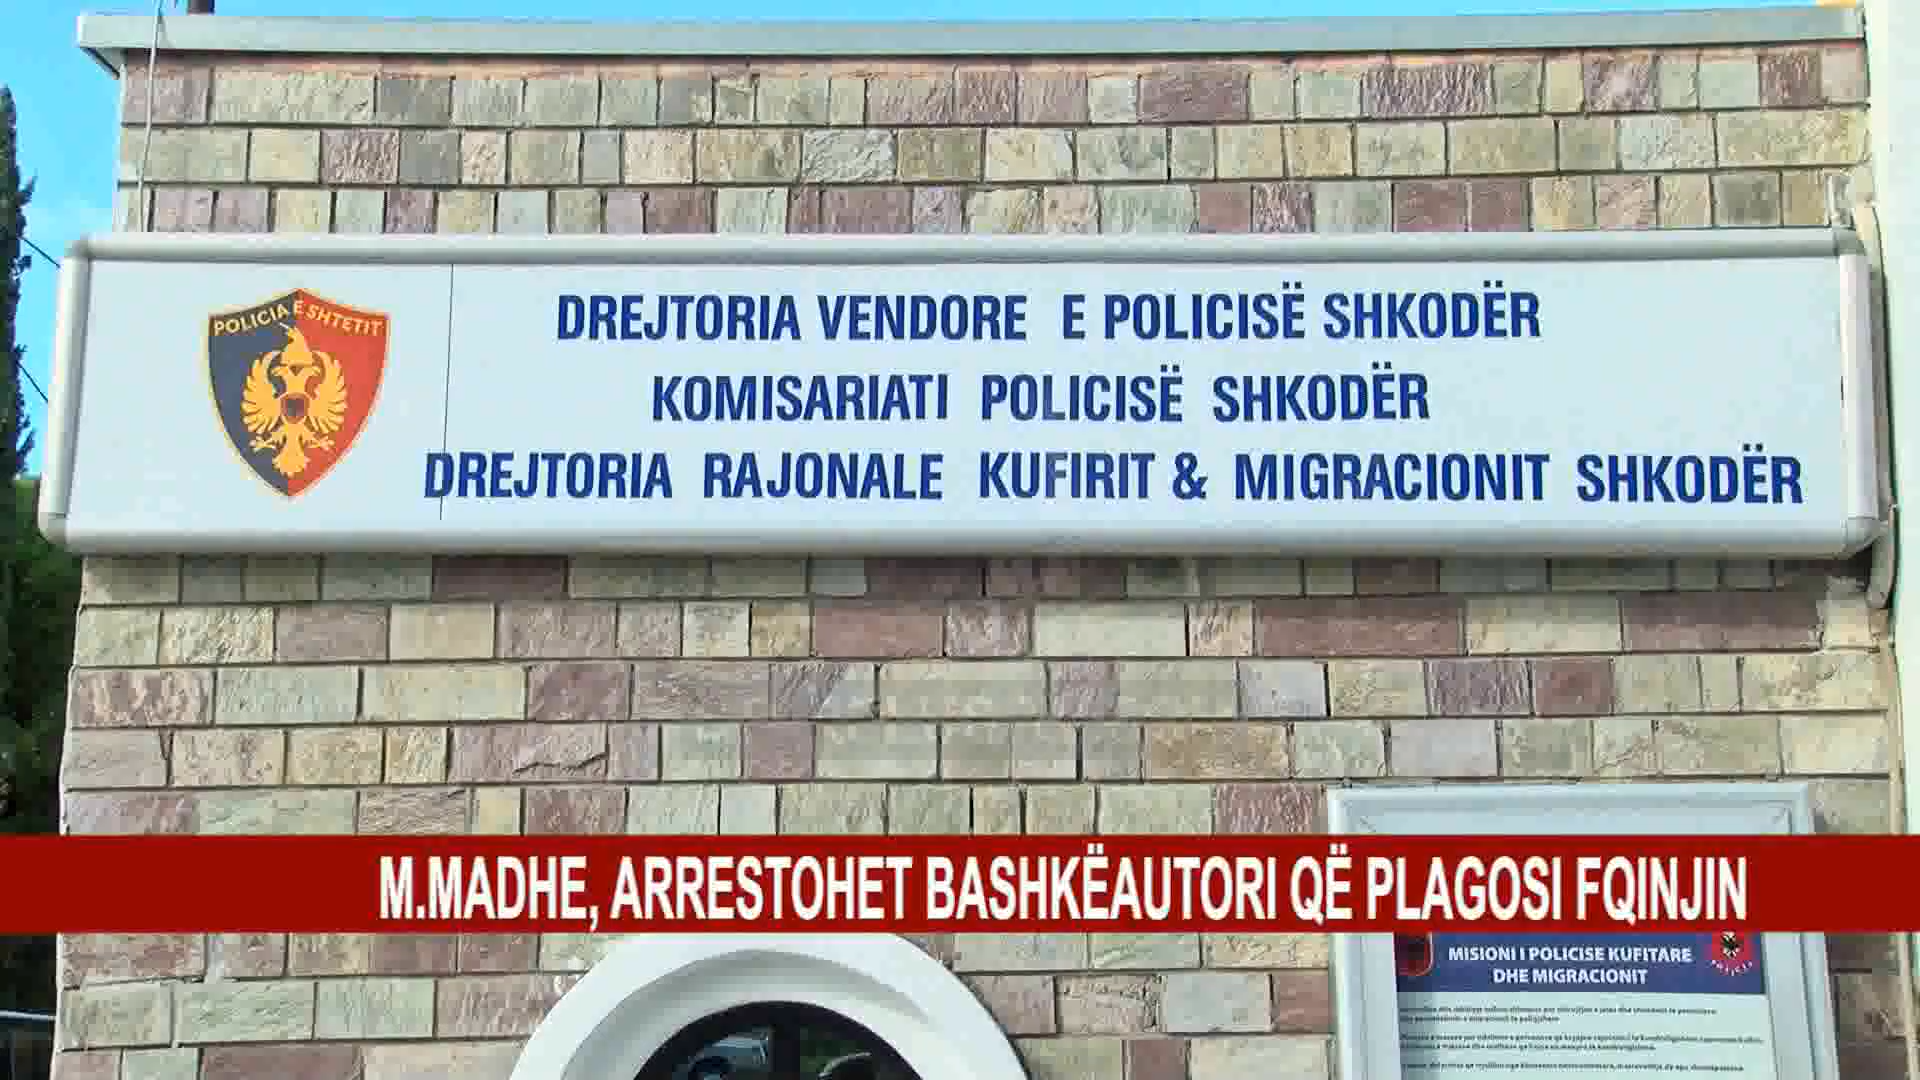 POLICIA E SHTETIT
DREJTORIA VENDORE E POLICISË SHKODËR
KOMISARIATI POLICISË SHKODËR
DREJTORIA RAJONALE KUFIRIT & MIGRACIONIT SHKODËR
M.MADHE, ARRESTOHET BASHKËAUTORI QË PLAGOSI FQINJIN
MISIONI I POLICISE KUFITARE
DHE MIGRACIONIT